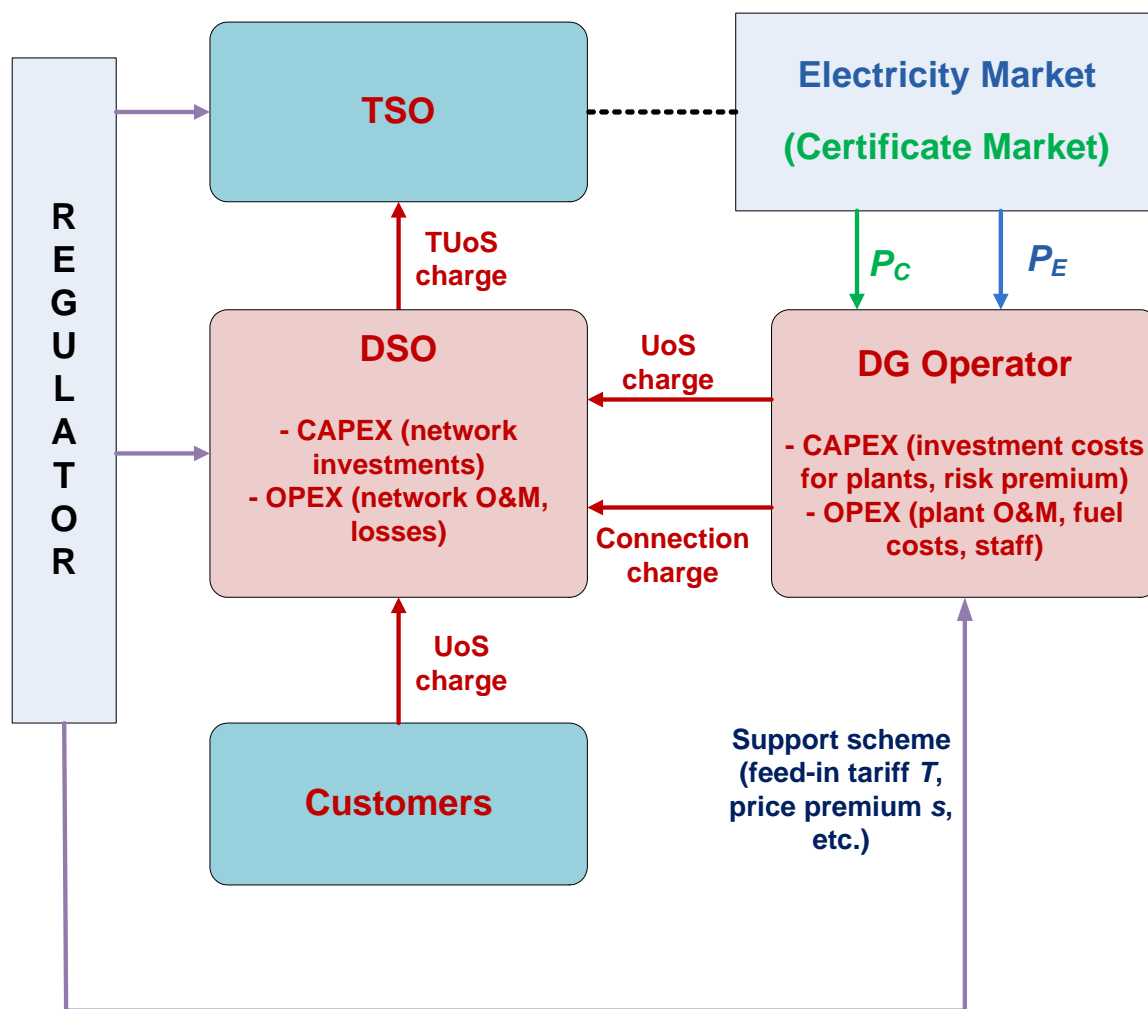 TSO
Electricity Market
(Certificate Market)
R
E
G
U
L
A
T
O
R
TUoS
charge
P_C
P_E
DSO
- CAPEX (network
investments)
- OPEX (network O&M,
losses)
UoS
charge
Connection
charge
DG Operator
- CAPEX (investment costs
for plants, risk premium)
- OPEX (plant O&M, fuel
costs, staff)
UoS
charge
Customers
Support scheme
(feed-in tariff T,
price premium s,
etc.)